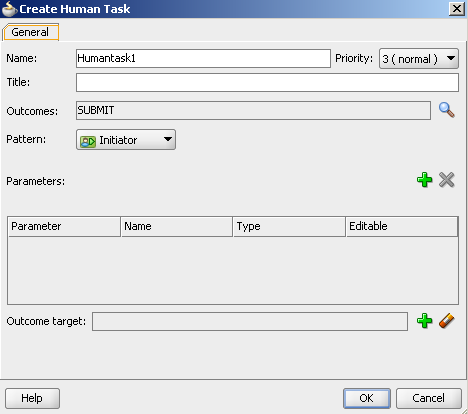 Create Human Task
General
Name: Humantask1 Priority: 3 ( normal )
Title:
Outcomes: SUBMIT
Pattern: Initiator
Parameters:
Parameter Name Type Editable
Outcome target:
Help OK Cancel